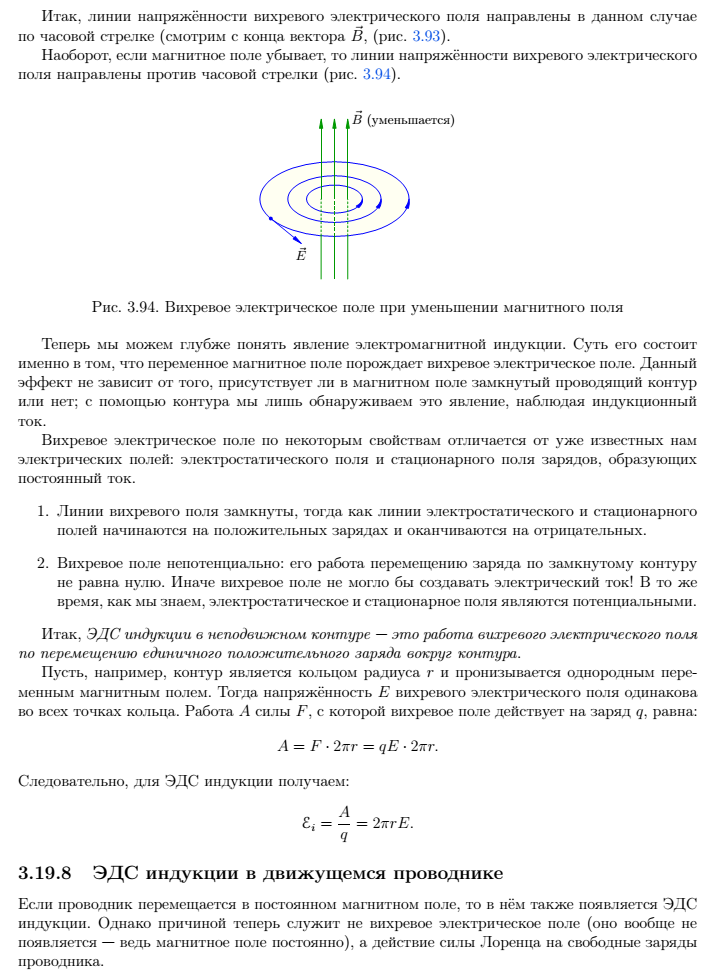 Итак, линии напряжённости вихревого электрического поля направлены в данном случае
по часовой стрелке (смотрим с конца вектора B⃗, (рис. 3.93).
Наоборот, если магнитное поле убывает, то линии напряжённости вихревого электрического
поля направлены против часовой стрелки (рис. 3.94).
B⃗ (уменьшается)
E⃗
Рис. 3.94. Вихревое электрическое поле при уменьшении магнитного поля
Теперь мы можем глубже понять явление электромагнитной индукции. Суть его состоит
именно в том, что переменное магнитное поле порождает вихревое электрическое поле. Данный
эффект не зависит от того, присутствует ли в магнитном поле замкнутый проводящий контур
или нет; с помощью контура мы лишь обнаруживаем это явление, наблюдая индукционный
ток.
Вихревое электрическое поле по некоторым свойствам отличается от уже известных нам
электрических полей: электростатического поля и стационарного поля зарядов, образующих
постоянный ток.
1. Линии вихревого поля замкнуты, тогда как линии электростатического и стационарного
полей начинаются на положительных зарядах и оканчиваются на отрицательных.
2. Вихревое поле непотенциально: его работа перемещению заряда по замкнутому контуру
не равна нулю. Иначе вихревое поле не могло бы создавать электрический ток! В то же
время, как мы знаем, электростатическое и стационарное поля являются потенциальными.
Итак, ЭДС индукции в неподвижном контуре — это работа вихревого электрического поля
по перемещению единичного положительного заряда вокруг контура.
Пусть, например, контур является кольцом радиуса r и пронизывается однородным пере-
менным магнитным полем. Тогда напряжённость E вихревого электрического поля одинакова
во всех точках кольца. Работа A силы F, с которой вихревое поле действует на заряд q, равна:
A = F · 2πr = qE · 2πr.
Следовательно, для ЭДС индукции получаем:
ℰᵢ = A/q = 2πrE.
3.19.8 ЭДС индукции в движущемся проводнике
Если проводник перемещается в постоянном магнитном поле, то в нём также появляется ЭДС
индукции. Однако причиной теперь служит не вихревое электрическое поле (оно вообще не
появляется — ведь магнитное поле постоянно), а действие силы Лоренца на свободные заряды
проводника.